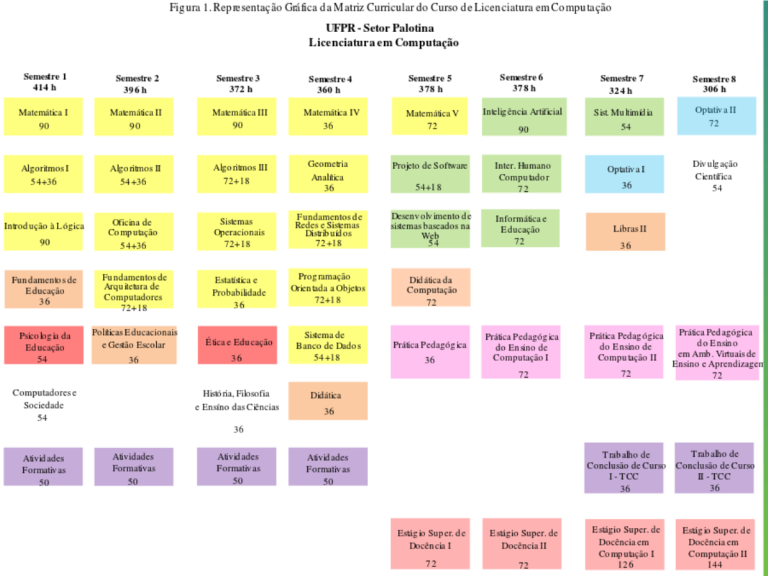 Figura 1. Representação Gráfica da Matriz Curricular do Curso de Licenciatura em Computação
UFPR - Setor Palotina
Licenciatura em Computação
Semestre 1
414 h
Semestre 2
396 h
Semestre 3
372 h
Semestre 4
360 h
Semestre 5
378 h
Semestre 6
378 h
Semestre 7
324 h
Semestre 8
306 h
Matemática I
90
Matemática II
90
Matemática III
90
Matemática IV
36
Matemática V
72
Inteligência Artificial
90
Sist. Multimídia
54
Optativa II
72
Algoritmos I
54+36
Algoritmos II
54+36
Algoritmos III
72+18
Geometria
Analítica
36
Projeto de Software
54+18
Inter. Humano
Computador
72
Optativa I
36
Divulgação
Científica
54
Introdução à Lógica
90
Oficina de
Computação
54+36
Sistemas
Operacionais
72+18
Fundamentos de
Redes e Sistemas
Distribuídos
72+18
Desenvolvimento de
sistemas baseados na
Web
54
Informática e
Educação
72
Libras II
36
Fundamentos de
Educação
36
Fundamentos de
Arquitetura de
Computadores
72+18
Estatística e
Probabilidade
36
Programação
Orientada a Objetos
72+18
Didática da
Computação
72
Psicologia da
Educação
54
Políticas Educacionais
e Gestão Escolar
36
Ética e Educação
36
Sistema de
Banco de Dados
54+18
Prática Pedagógica
36
Prática Pedagógica
do Ensino de
Computação I
72
Prática Pedagógica
do Ensino de
Computação II
72
Prática Pedagógica
do Ensino
em Amb. Virtuais de
Ensino e Aprendizagem
72
Computadores e
Sociedade
54
História, Filosofia
e Ensino das Ciências
36
Didática
36
Atividades
Formativas
50
Atividades
Formativas
50
Atividades
Formativas
50
Atividades
Formativas
50
Trabalho de
Conclusão de Curso
I - TCC
36
Trabalho de
Conclusão de Curso
II - TCC
36
Estágio Super. de
Docência I
72
Estágio Super. de
Docência II
72
Estágio Super. de
Docência em
Computação I
126
Estágio Super. de
Docência em
Computação II
144